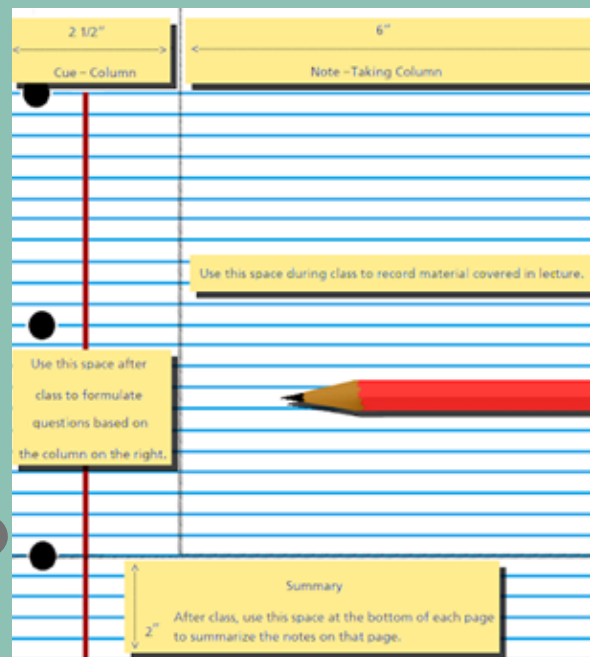 2 1/2"
Cue – Column
6"
Note –Taking Column
Use this space during class to record material covered in lecture.
Use this space after
class to formulate
questions based on
the column on the right.
Summary
2"
After class, use this space at the bottom of each page
to summarize the notes on that page.